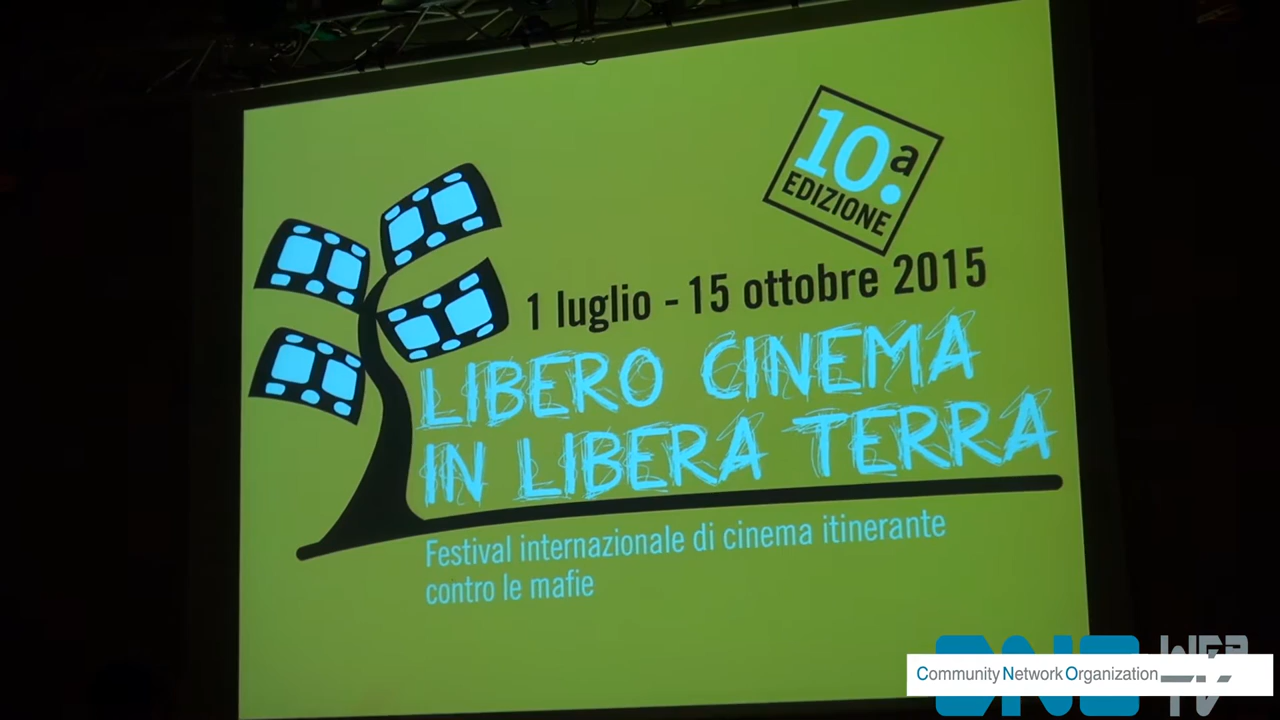 10.a
EDIZIONE
1 luglio - 15 ottobre 2015
LIBERO CINEMA
IN LIBERA TERRA
Festival internazionale di cinema itinerante
contro le mafie
Community Network Organization